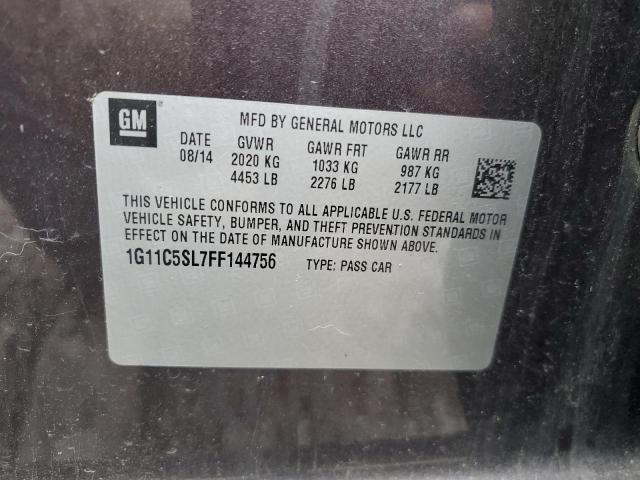 GM
MFD BY GENERAL MOTORS LLC
DATE GVWR GAWR FRT GAWR RR
08/14 2020 KG 1033 KG 987 KG
4453 LB 2276 LB 2177 LB
THIS VEHICLE CONFORMS TO ALL APPLICABLE U.S. FEDERAL MOTOR
VEHICLE SAFETY, BUMPER, AND THEFT PREVENTION STANDARDS IN
EFFECT ON THE DATE OF MANUFACTURE SHOWN ABOVE.
1G11C5SL7FF144756 TYPE: PASS CAR